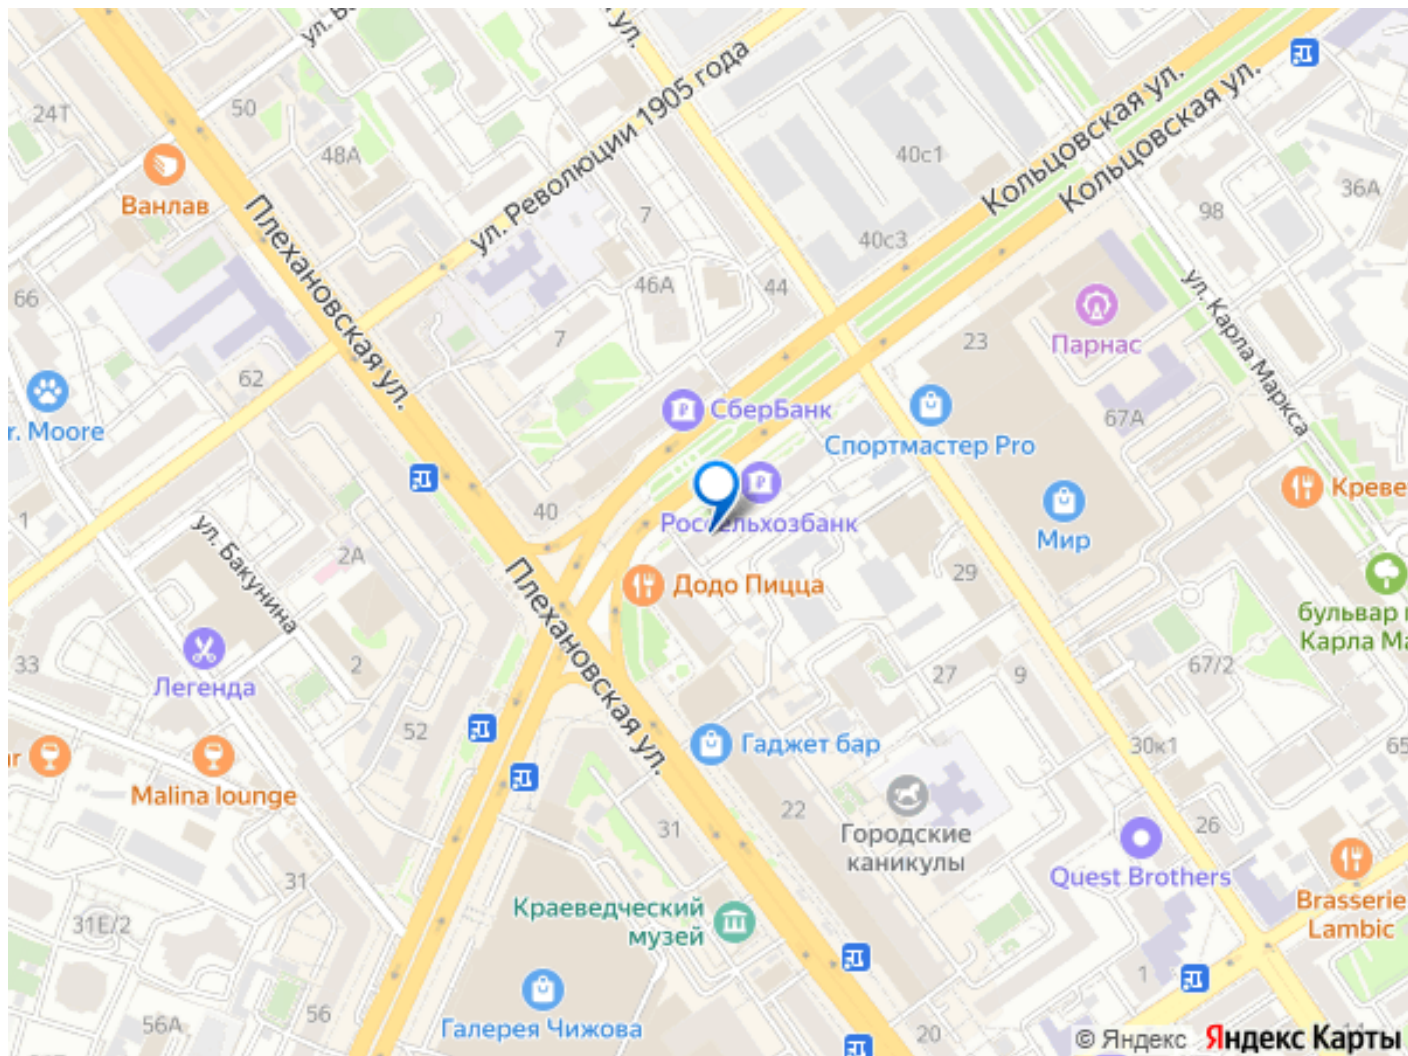 ул.
24Т
50
48А
Ванлав
ул. Революции 1905 года
Кольцовская ул.
Кольцовская ул.
40с1
36А
98
7
40с3
Плехановская ул.
46А
44
66
ул. Карла Маркса
7
23
Парнас
62
СберБанк
67А
r. Moore
Спортмастер Pro
Креве
40
1
ул. Бакунина
2А
Мир
Додо Пицца
29
бульвар
Карла Ма
Плехановская ул.
33
2
67/2
27
9
Легенда
52
Гаджет бар
30к1
65
Malina lounge
22
31
Городские
каникулы
26
Quest Brothers
31
Краеведческий
музей
Brasserie
Lambic
31Е/2
1
56
56А
Галерея Чижова
20
© Яндекс Яндекс Карты